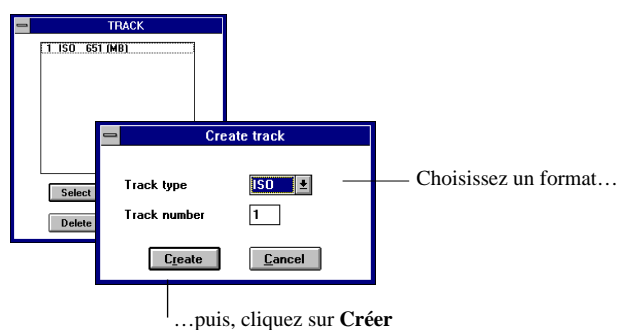 TRACK
1 ISO 651 (MB)
Select
Delete
Create track
Track type ISO
Track number 1
Create Cancel
Choisissez un format…
…puis, cliquez sur Créer